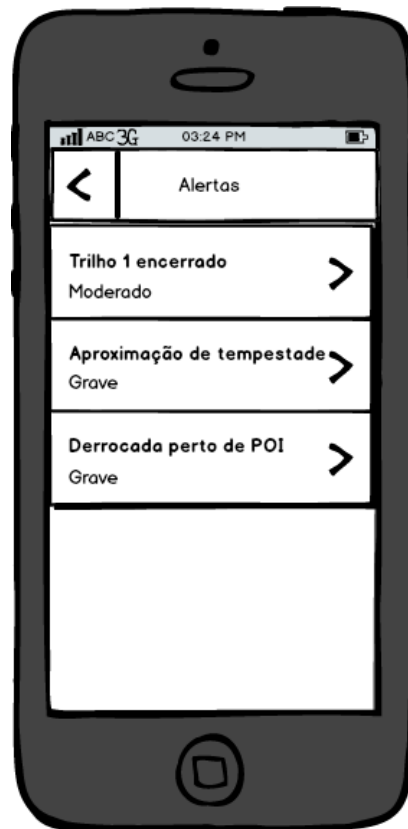 ABC 3G 03:24 PM
Alertas
Trilho 1 encerrado
Moderado
Aproximação de tempestade
Grave
Derrocada perto de POI
Grave